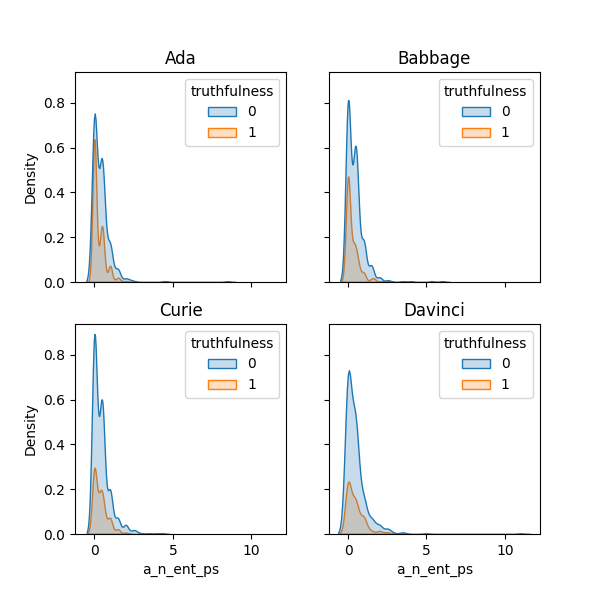 Ada
Babbage
truthfulness
0
1
truthfulness
0
1
Density
0.8
0.6
0.4
0.2
0.0
Curie
Davinci
truthfulness
0
1
truthfulness
0
1
Density
0.8
0.6
0.4
0.2
0.0
0 5 10
0 5 10
a_n_ent_ps
a_n_ent_ps